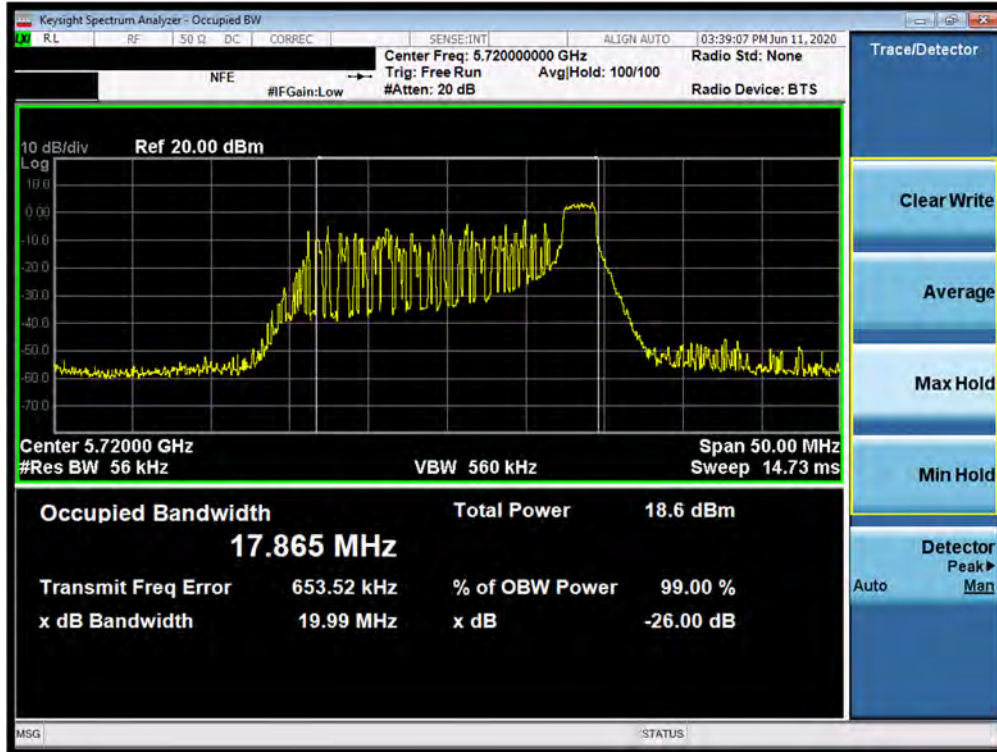 Keysight Spectrum Analyzer - Occupied BW
LXI RL RF 50 Ω DC CORREC SENSE:INT ALIGN AUTO 03:39:07 PM Jun 11, 2020
Center Freq: 5.720000000 GHz Radio Std: None
NFE Trig: Free Run Avg|Hold: 100/100
#IFGain:Low #Atten: 20 dB Radio Device: BTS
Trace/Detector
10 dB/div Ref 20.00 dBm
Log
10.0
0.00
-10.0
-20.0
-30.0
-40.0
-50.0
-60.0
-70.0
Center 5.72000 GHz Span 50.00 MHz
#Res BW 56 kHz VBW 560 kHz Sweep 14.73 ms
Occupied Bandwidth Total Power 18.6 dBm
17.865 MHz
Transmit Freq Error 653.52 kHz % of OBW Power 99.00 %
x dB Bandwidth 19.99 MHz x dB -26.00 dB
Clear Write
Average
Max Hold
Min Hold
Detector
Peak▶
Auto Man
MSG STATUS